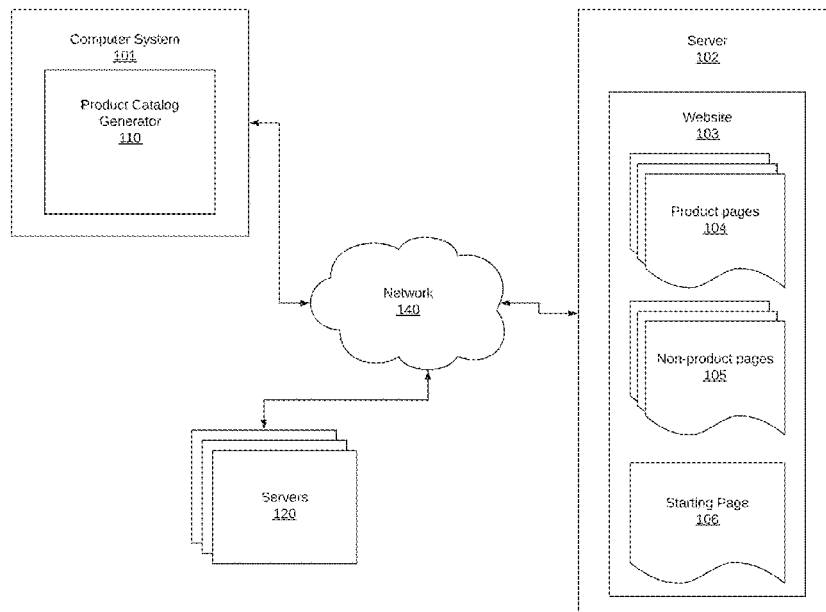 Computer System
101
Product Catalog
Generator
110
Server
102
Website
103
Product pages
104
Network
140
Non-product pages
105
Servers
120
Starting Page
106